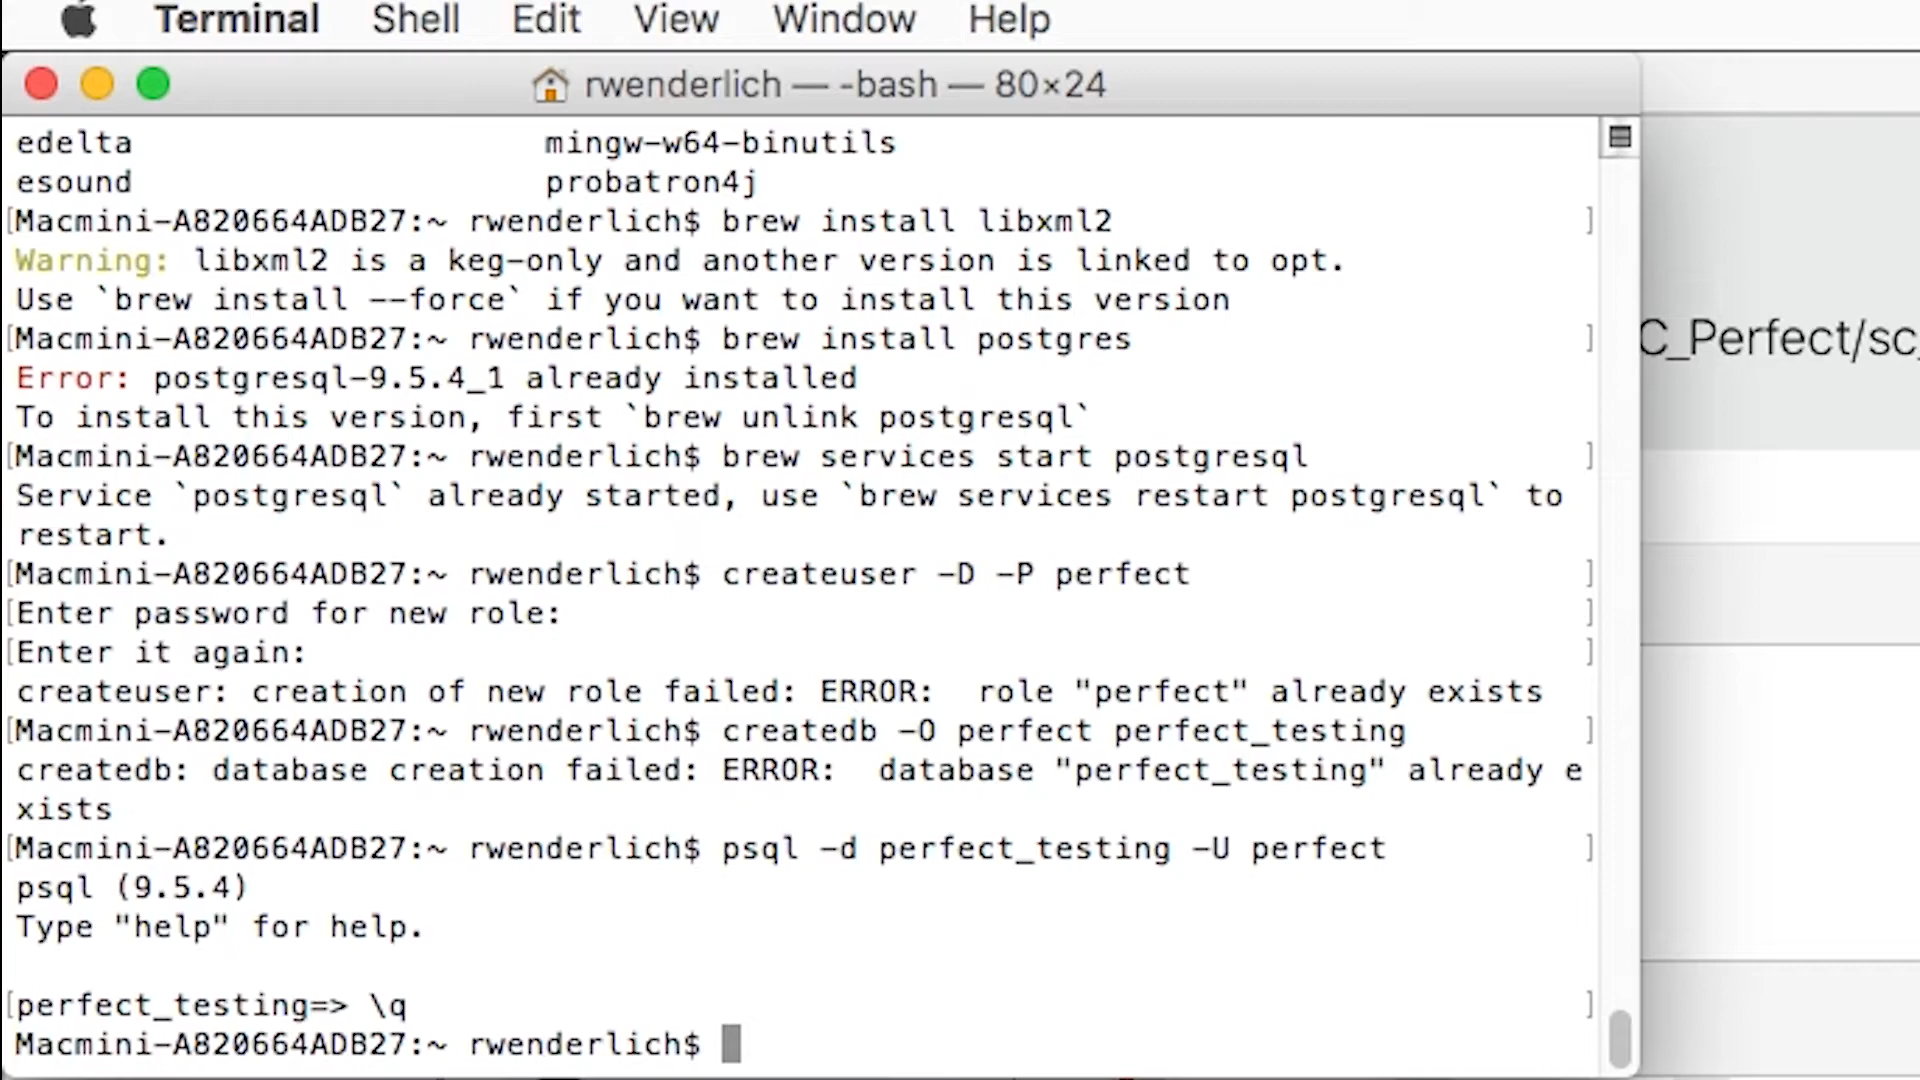 Terminal Shell Edit View Window Help
rwenderlich — -bash — 80×24
edelta mingw-w64-binutils
esound probatron4j
[Macmini-A820664ADB27:~ rwenderlich$ brew install libxml2 ]
Warning: libxml2 is a keg-only and another version is linked to opt.
Use `brew install --force` if you want to install this version
[Macmini-A820664ADB27:~ rwenderlich$ brew install postgres ]
Error: postgresql-9.5.4_1 already installed
To install this version, first `brew unlink postgresql`
[Macmini-A820664ADB27:~ rwenderlich$ brew services start postgresql ]
Service `postgresql` already started, use `brew services restart postgresql` to
restart.
[Macmini-A820664ADB27:~ rwenderlich$ createuser -D -P perfect ]
[Enter password for new role: ]
[Enter it again: ]
createuser: creation of new role failed: ERROR:  role "perfect" already exists
[Macmini-A820664ADB27:~ rwenderlich$ createdb -O perfect perfect_testing ]
createdb: database creation failed: ERROR:  database "perfect_testing" already e
xists
[Macmini-A820664ADB27:~ rwenderlich$ psql -d perfect_testing -U perfect ]
psql (9.5.4)
Type "help" for help.
[perfect_testing=> \q ]
Macmini-A820664ADB27:~ rwenderlich$
C_Perfect/sc_